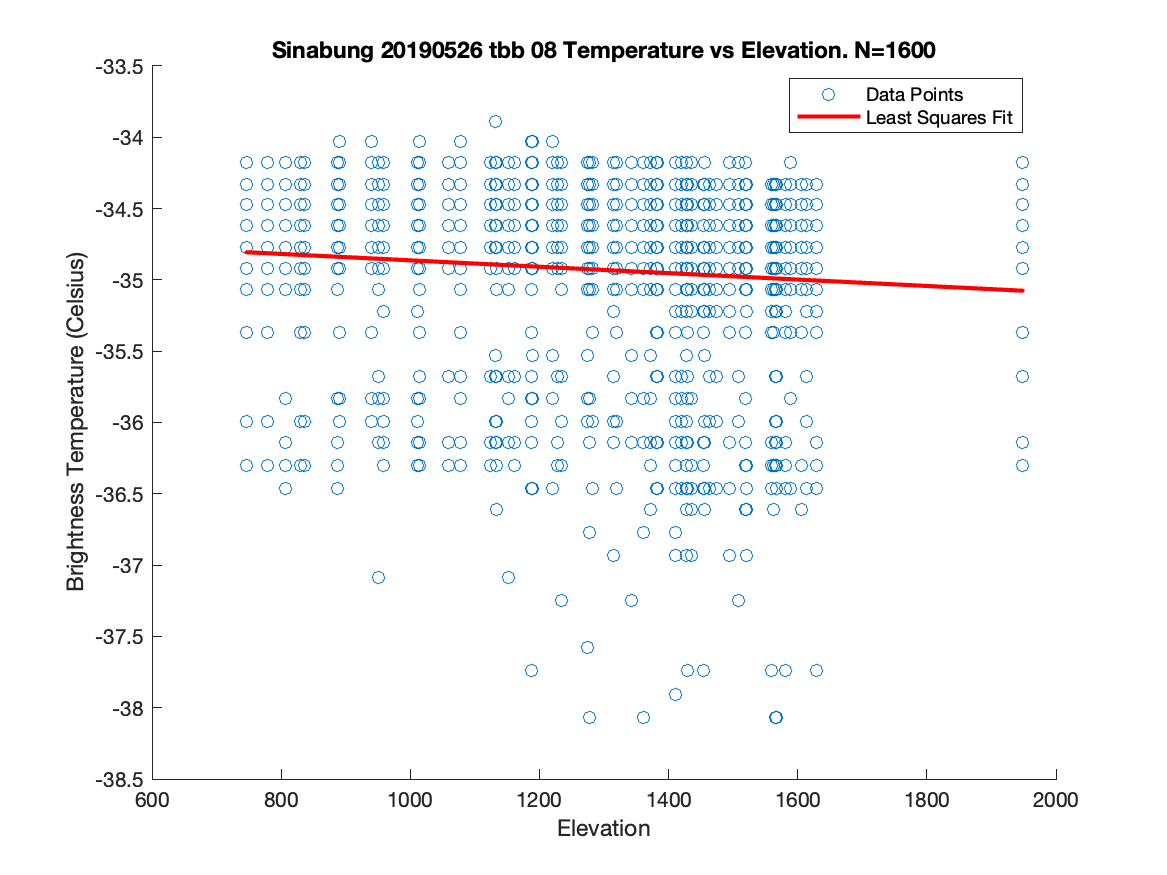 Sinabung 20190526 tbb 08 Temperature vs Elevation. N=1600
Data Points
Least Squares Fit
Brightness Temperature (Celsius)
-33.5
-34
-34.5
-35
-35.5
-36
-36.5
-37
-37.5
-38
-38.5
600 800 1000 1200 1400 1600 1800 2000
Elevation